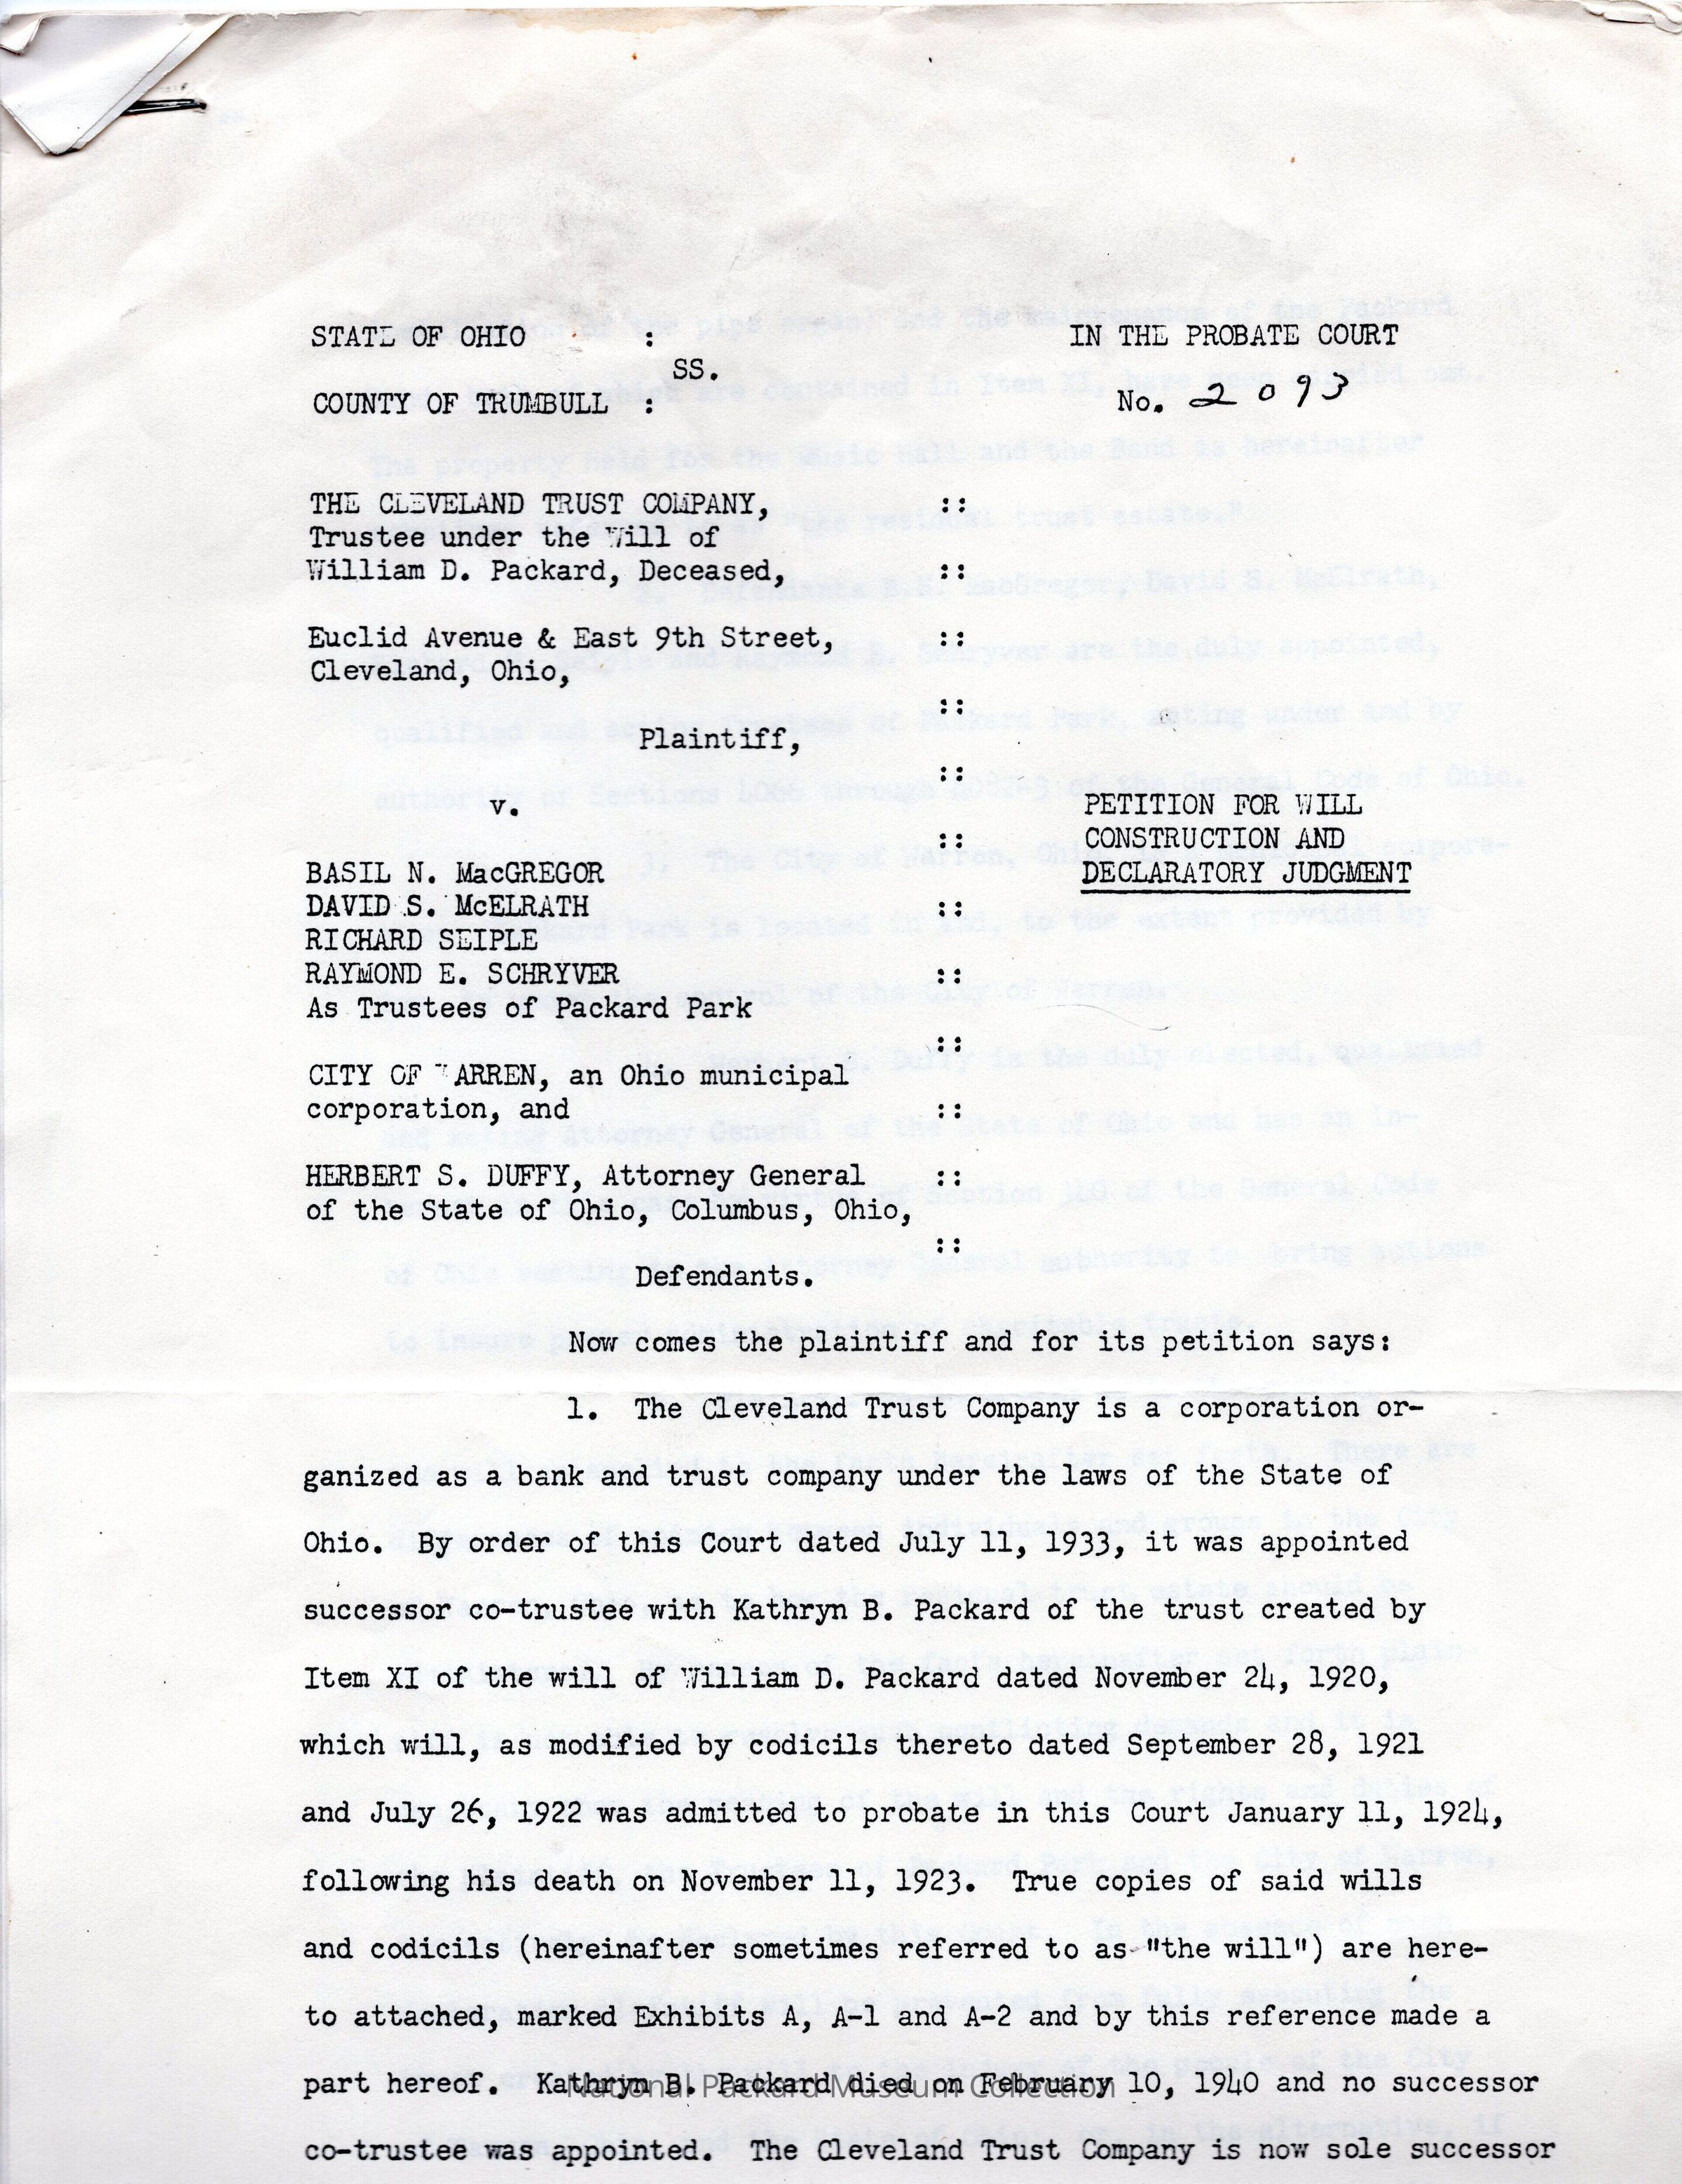 STATE OF OHIO : IN THE PROBATE COURT
SS.
COUNTY OF TRUMBULL : No. 2093
THE CLEVELAND TRUST COMPANY, ::
Trustee under the Will of
William D. Packard, Deceased, ::
Euclid Avenue & East 9th Street, ::
Cleveland, Ohio,
::
Plaintiff,
::
v. PETITION FOR WILL
:: CONSTRUCTION AND
BASIL N. MacGREGOR DECLARATORY JUDGMENT
DAVID S. McELRATH ::
RICHARD SEIPLE
RAYMOND E. SCHRYVER ::
As Trustees of Packard Park
::
CITY OF WARREN, an Ohio municipal
corporation, and ::
HERBERT S. DUFFY, Attorney General ::
of the State of Ohio, Columbus, Ohio,
::
Defendants.
Now comes the plaintiff and for its petition says:
1. The Cleveland Trust Company is a corporation or-
ganized as a bank and trust company under the laws of the State of
Ohio. By order of this Court dated July 11, 1933, it was appointed
successor co-trustee with Kathryn B. Packard of the trust created by
Item XI of the will of William D. Packard dated November 24, 1920,
which will, as modified by codicils thereto dated September 28, 1921
and July 26, 1922 was admitted to probate in this Court January 11, 1924,
following his death on November 11, 1923. True copies of said wills
and codicils (hereinafter sometimes referred to as "the will") are here-
to attached, marked Exhibits A, A-1 and A-2 and by this reference made a
part hereof. Kathryn B. Packard died on February 10, 1940 and no successor
National Packard Museum Collection
co-trustee was appointed. The Cleveland Trust Company is now sole successor